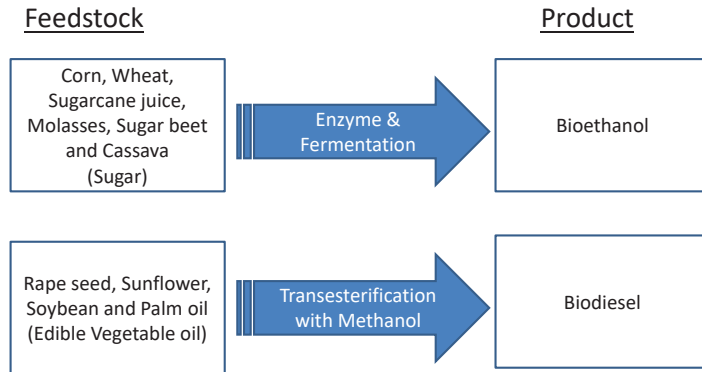 Feedstock
Product
Corn, Wheat,
Sugarcane juice,
Molasses, Sugar beet
and Cassava
(Sugar)
Enzyme &
Fermentation
Bioethanol
Rape seed, Sunflower,
Soybean and Palm oil
(Edible Vegetable oil)
Transesterification
with Methanol
Biodiesel